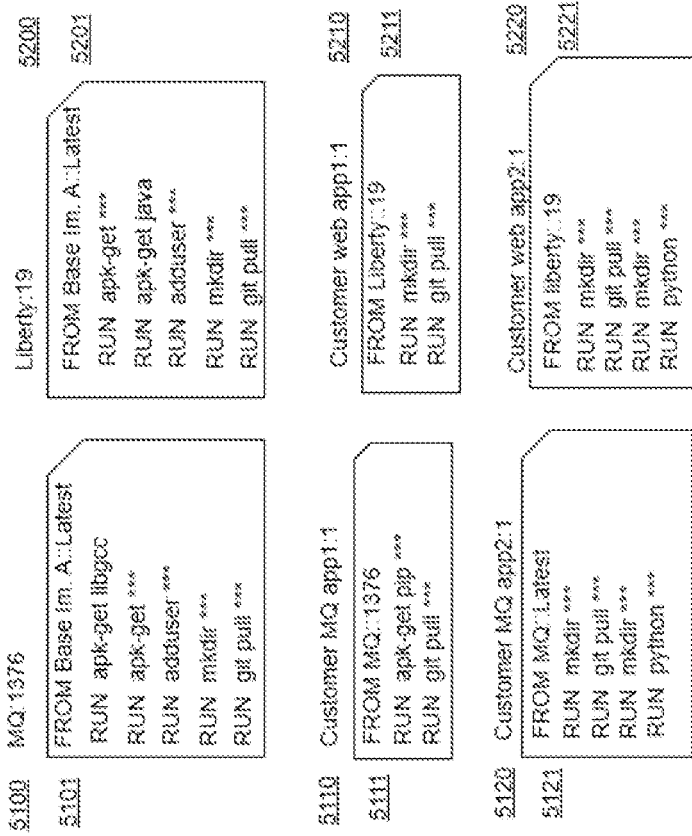 5100 MQ:1376
5101
FROM Base Im. A::Latest
RUN apk-get libgcc
RUN apk-get ***
RUN adduser ***
RUN mkdir ***
RUN git pull ***
Liberty:19 5200
5201
FROM Base Im. A::Latest
RUN apk-get ***
RUN apk-get java
RUN adduser ***
RUN mkdir ***
RUN git pull ***
5110 Customer MQ app1:1
5111
FROM MQ::1376
RUN apk-get pip ***
RUN git pull ***
Customer web app1:1 5210
5211
FROM Liberty::19
RUN mkdir ***
RUN git pull ***
5120 Customer MQ app2:1
5121
FROM MQ::Latest
RUN mkdir ***
RUN git pull ***
RUN mkdir ***
RUN python ***
Customer web app2:1 5220
5221
FROM liberty::19
RUN mkdir ***
RUN git pull ***
RUN mkdir ***
RUN python ***